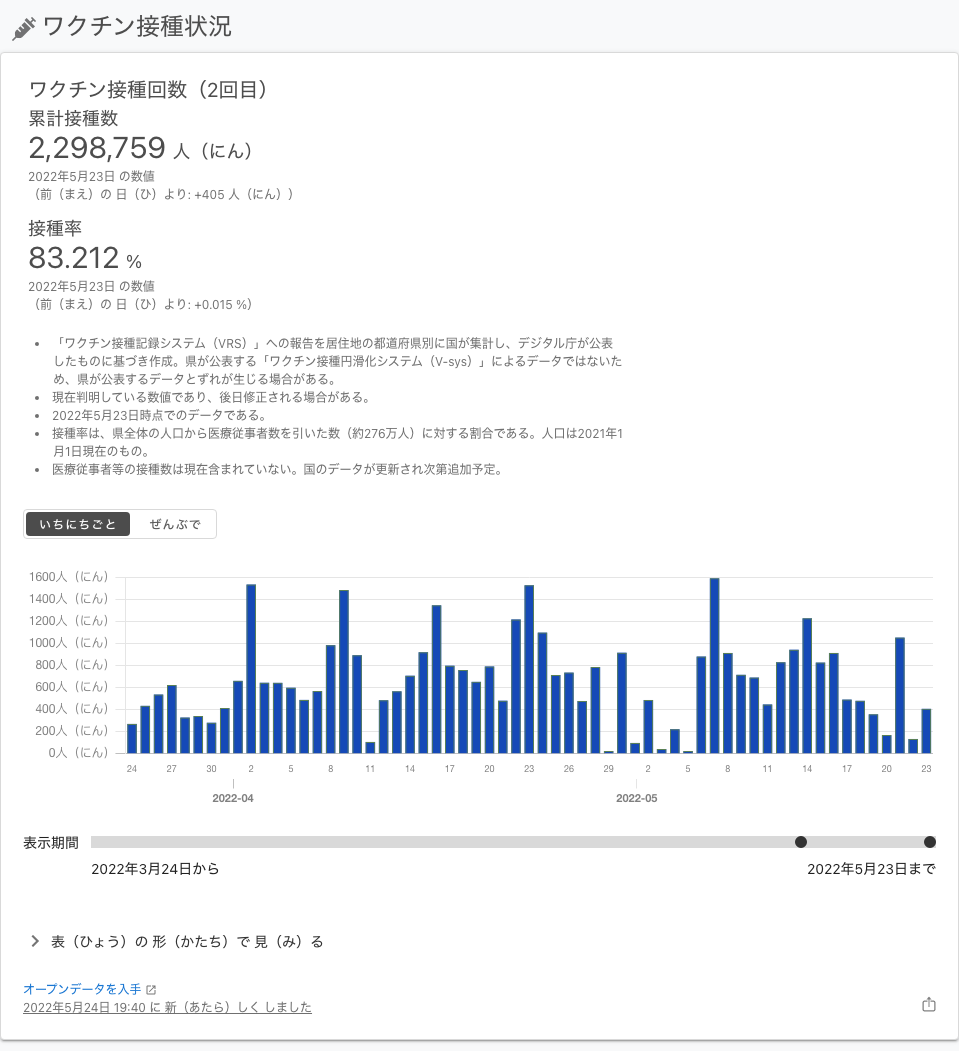 ワクチン接種状況
ワクチン接種回数（2回目）
累計接種数
2,298,759 人（にん）
2022年5月23日 の数値
（前（まえ）の 日（ひ）より: +405 人（にん））
接種率
83.212 %
2022年5月23日 の数値
（前（まえ）の 日（ひ）より: +0.015 %）
• 「ワクチン接種記録システム（VRS）」への報告を居住地の都道府県別に国が集計し、デジタル庁が公表
したものに基づき作成。県が公表する「ワクチン接種円滑化システム（V-sys）」によるデータではないた
め、県が公表するデータとずれが生じる場合がある。
• 現在判明している数値であり、後日修正される場合がある。
• 2022年5月23日時点でのデータである。
• 接種率は、県全体の人口から医療従事者数を引いた数（約276万人）に対する割合である。人口は2021年1
月1日現在のもの。
• 医療従事者等の接種数は現在含まれていない。国のデータが更新され次第追加予定。
いちにちごと ぜんぶで
1600人（にん）
1400人（にん）
1200人（にん）
1000人（にん）
800人（にん）
600人（にん）
400人（にん）
200人（にん）
0人（にん）
24 27 30 2 5 8 11 14 17 20 23 26 29 2 5 8 11 14 17 20 23
2022-04 2022-05
表示期間
2022年3月24日から 2022年5月23日まで
表（ひょう）の 形（かたち）で 見（み）る
オープンデータを入手
2022年5月24日 19:40 に 新（あたら）しく しました